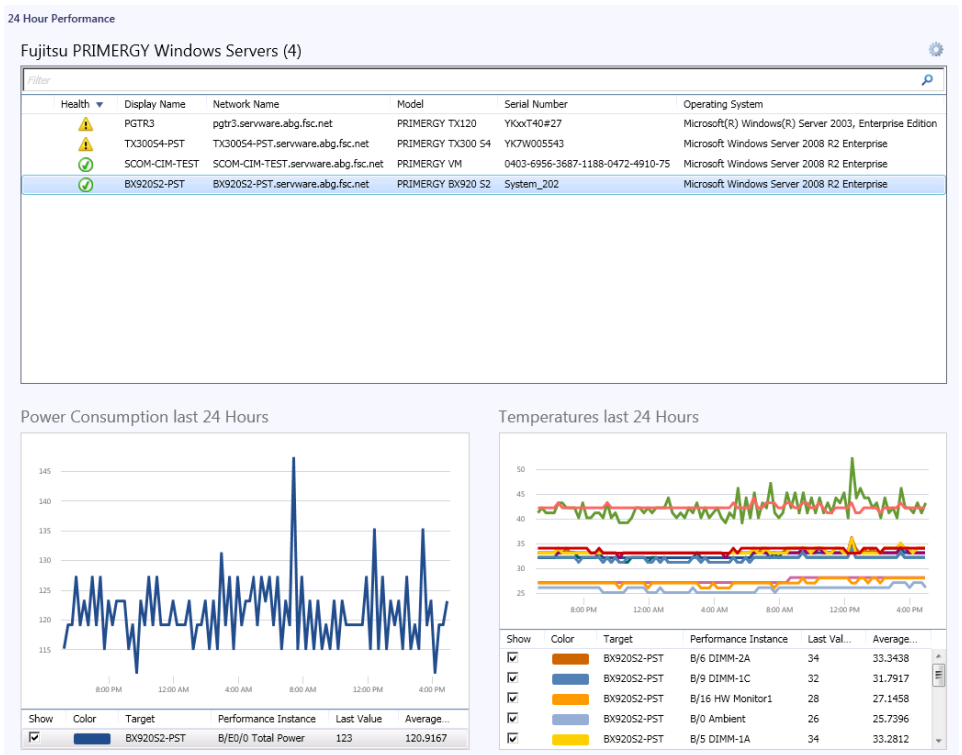 24 Hour Performance
Fujitsu PRIMERGY Windows Servers (4)
Filter
Health Display Name Network Name Model Serial Number Operating System
PGTR3 pgtr3.servware.abg.fsc.net PRIMERGY TX120 YKxxT40#27 Microsoft(R) Windows(R) Server 2003, Enterprise Edition
TX300S4-PST TX300S4-PST.servware.abg.fsc.net PRIMERGY TX300 S4 YK7W005543 Microsoft Windows Server 2008 R2 Enterprise
SCOM-CIM-TEST SCOM-CIM-TEST.servware.abg.fsc.net PRIMERGY VM 0403-6956-3687-1188-0472-4910-75 Microsoft Windows Server 2008 R2 Enterprise
BX920S2-PST BX920S2-PST.servware.abg.fsc.net PRIMERGY BX920 S2 System_202 Microsoft Windows Server 2008 R2 Enterprise
Power Consumption last 24 Hours
145
140
135
130
125
120
115
8:00 PM 12:00 AM 4:00 AM 8:00 AM 12:00 PM 4:00 PM
Show Color Target Performance Instance Last Value Average...
BX920S2-PST B/E0/0 Total Power 123 120.9167
Temperatures last 24 Hours
50
45
40
35
30
25
8:00 PM 12:00 AM 4:00 AM 8:00 AM 12:00 PM 4:00 PM
Show Color Target Performance Instance Last Val... Average...
BX920S2-PST B/6 DIMM-2A 34 33.3438
BX920S2-PST B/9 DIMM-1C 32 31.7917
BX920S2-PST B/16 HW Monitor1 28 27.1458
BX920S2-PST B/0 Ambient 26 25.7396
BX920S2-PST B/5 DIMM-1A 34 33.2812